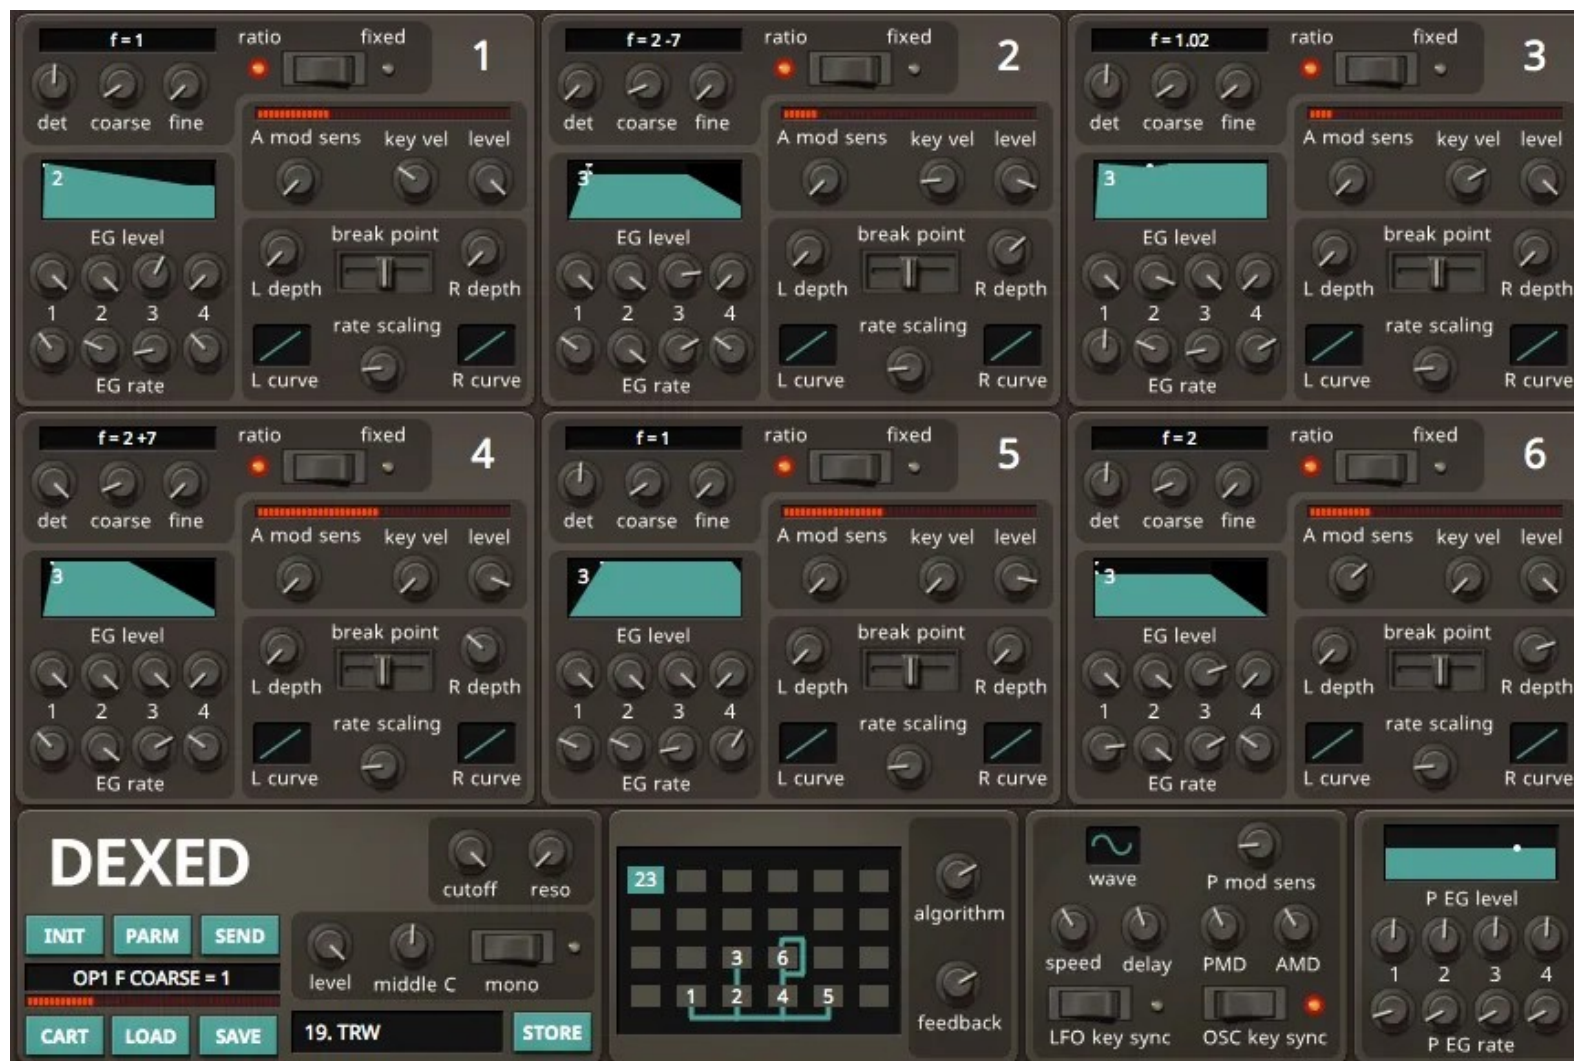 f = 1 ratio fixed 1
det coarse fine
A mod sens key vel level
2
EG level
break point
L depth R depth
1 2 3 4
rate scaling
L curve R curve
EG rate
f = 2 -7 ratio fixed 2
det coarse fine
A mod sens key vel level
3
EG level
break point
L depth R depth
1 2 3 4
rate scaling
L curve R curve
EG rate
f = 1.02 ratio fixed 3
det coarse fine
A mod sens key vel level
3
EG level
break point
L depth R depth
1 2 3 4
rate scaling
L curve R curve
EG rate
f = 2 +7 ratio fixed 4
det coarse fine
A mod sens key vel level
3
EG level
break point
L depth R depth
1 2 3 4
rate scaling
L curve R curve
EG rate
f = 1 ratio fixed 5
det coarse fine
A mod sens key vel level
3
EG level
break point
L depth R depth
1 2 3 4
rate scaling
L curve R curve
EG rate
f = 2 ratio fixed 6
det coarse fine
A mod sens key vel level
3
EG level
break point
L depth R depth
1 2 3 4
rate scaling
L curve R curve
EG rate
DEXED
cutoff reso
INIT PARM SEND
OP1 F COARSE = 1
level middle C mono
CART LOAD SAVE
19. TRW STORE
23
3 6
1 2 4 5
algorithm
feedback
wave P mod sens
speed delay PMD AMD
LFO key sync OSC key sync
P EG level
1 2 3 4
P EG rate